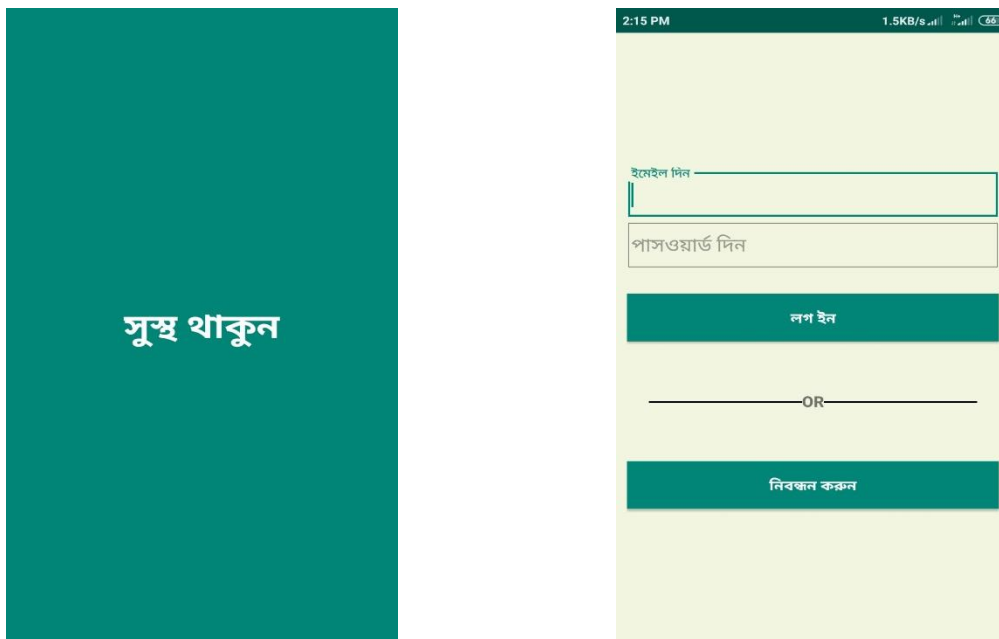 সুস্থ থাকুন
2:15 PM 1.5KB/s 66
ইমেইল দিন
পাসওয়ার্ড দিন
লগ ইন
OR
নিবন্ধন করুন